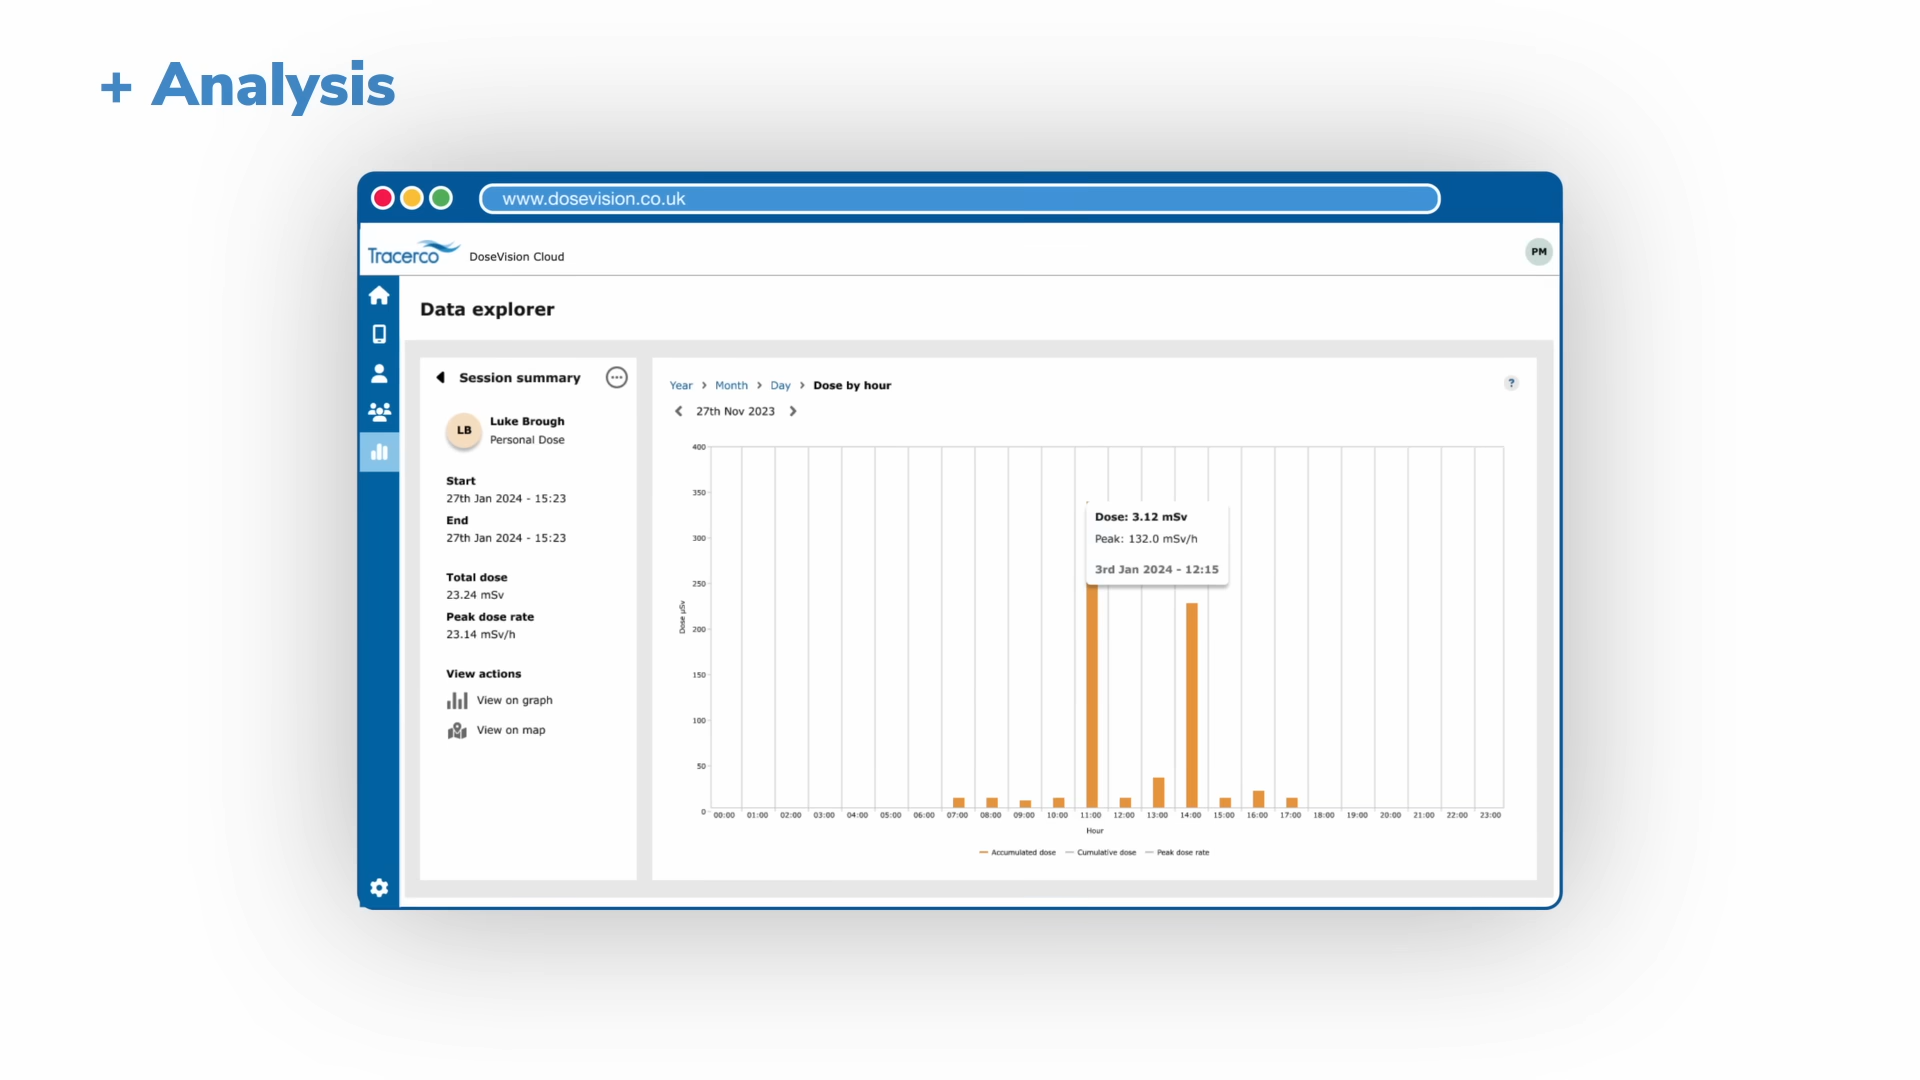 + Analysis
www.dosevision.co.uk
Tracerco
DoseVision Cloud
PM
Data explorer
Session summary
LB
Luke Brough
Personal Dose
Start
27th Jan 2024 - 15:23
End
27th Jan 2024 - 15:23
Total dose
23.24 mSv
Peak dose rate
23.14 mSv/h
View actions
View on graph
View on map
Year > Month > Day > Dose by hour
?
27th Nov 2023
400
350
300
250
200
150
100
50
0
Dose µSv
Dose: 3.12 mSv
Peak: 132.0 mSv/h
3rd Jan 2024 - 12:15
00:00 01:00 02:00 03:00 04:00 05:00 06:00 07:00 08:00 09:00 10:00 11:00 12:00 13:00 14:00 15:00 16:00 17:00 18:00 19:00 20:00 21:00 22:00 23:00
Hour
Accumulated dose Cumulative dose Peak dose rate